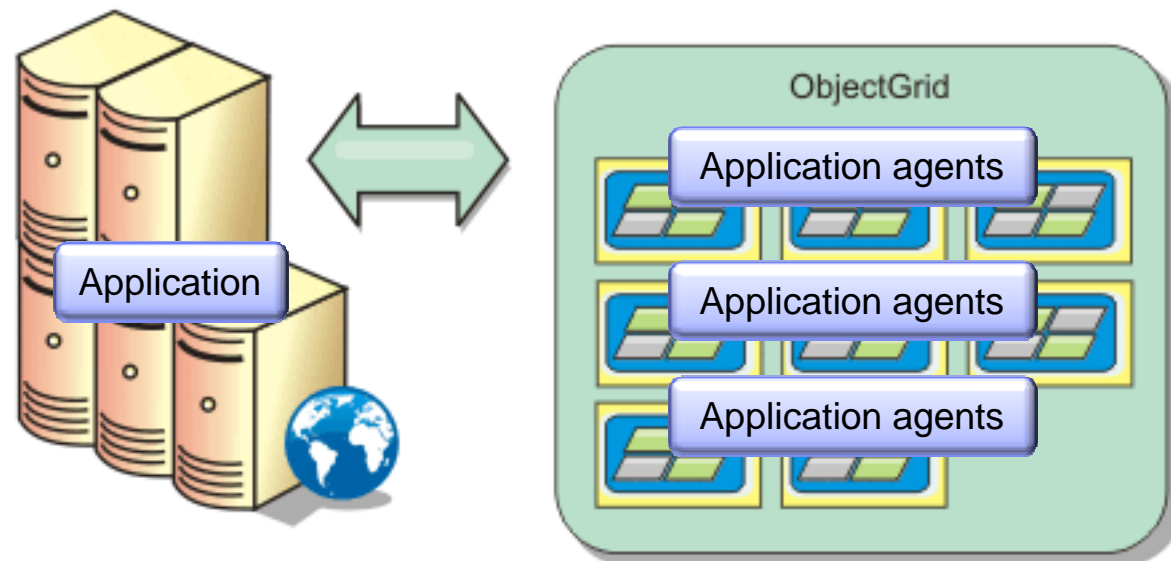 ObjectGrid
Application agents
Application
Application agents
Application agents